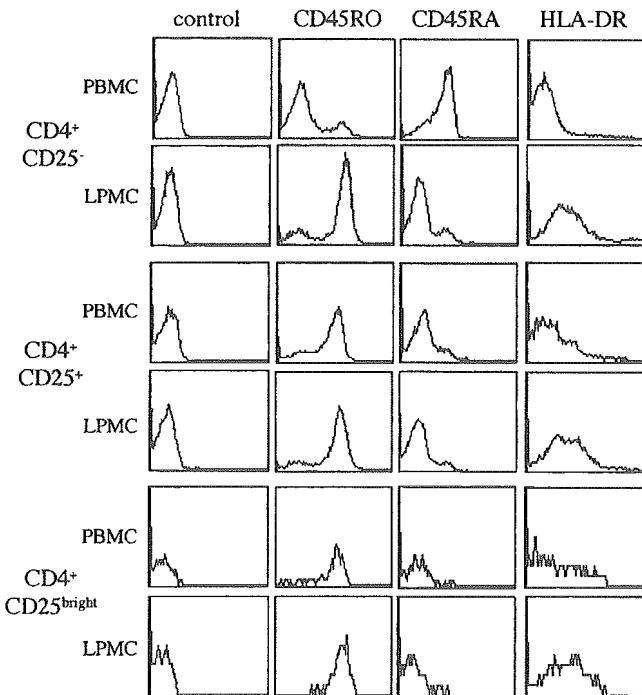 control CD45RO CD45RA HLA-DR
PBMC
CD4⁺
CD25⁻
LPMC
PBMC
CD4⁺
CD25⁺
LPMC
PBMC
CD4⁺
CD25ᵇʳⁱᵍʰᵗ
LPMC